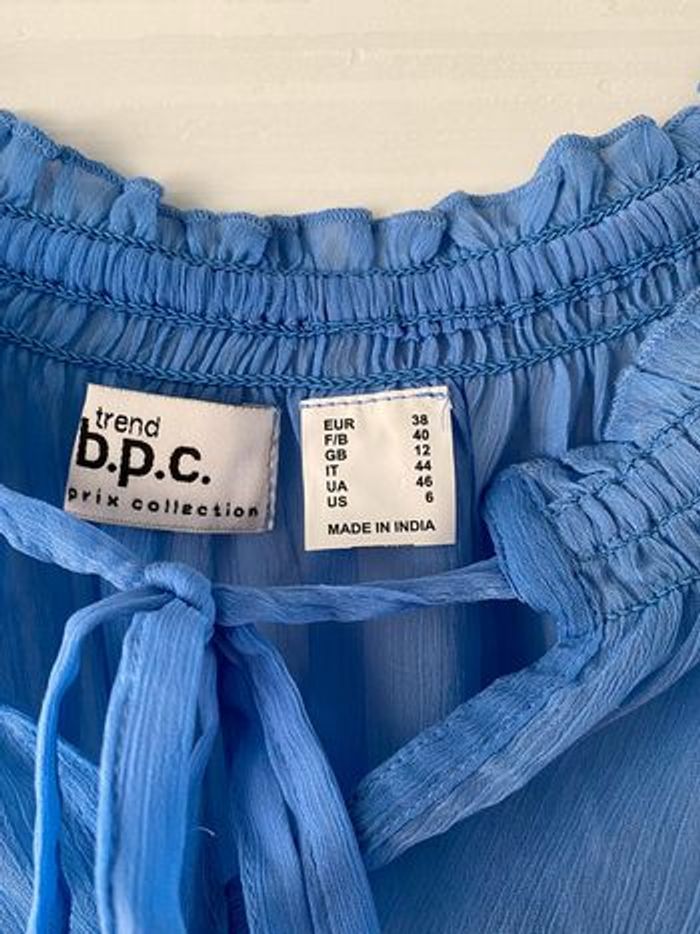 trend
b.p.c.
prix collection
EUR 38
F/B 40
GB 12
IT 44
UA 46
US 6
MADE IN INDIA